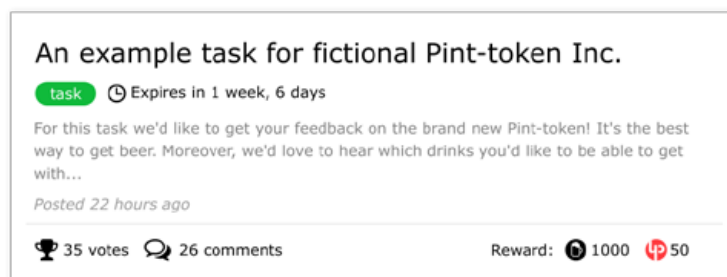 An example task for fictional Pint-token Inc.
task Expires in 1 week, 6 days
For this task we'd like to get your feedback on the brand new Pint-token! It's the best
way to get beer. Moreover, we'd love to hear which drinks you'd like to be able to get
with...
Posted 22 hours ago
35 votes 26 comments Reward: 1000 up 50